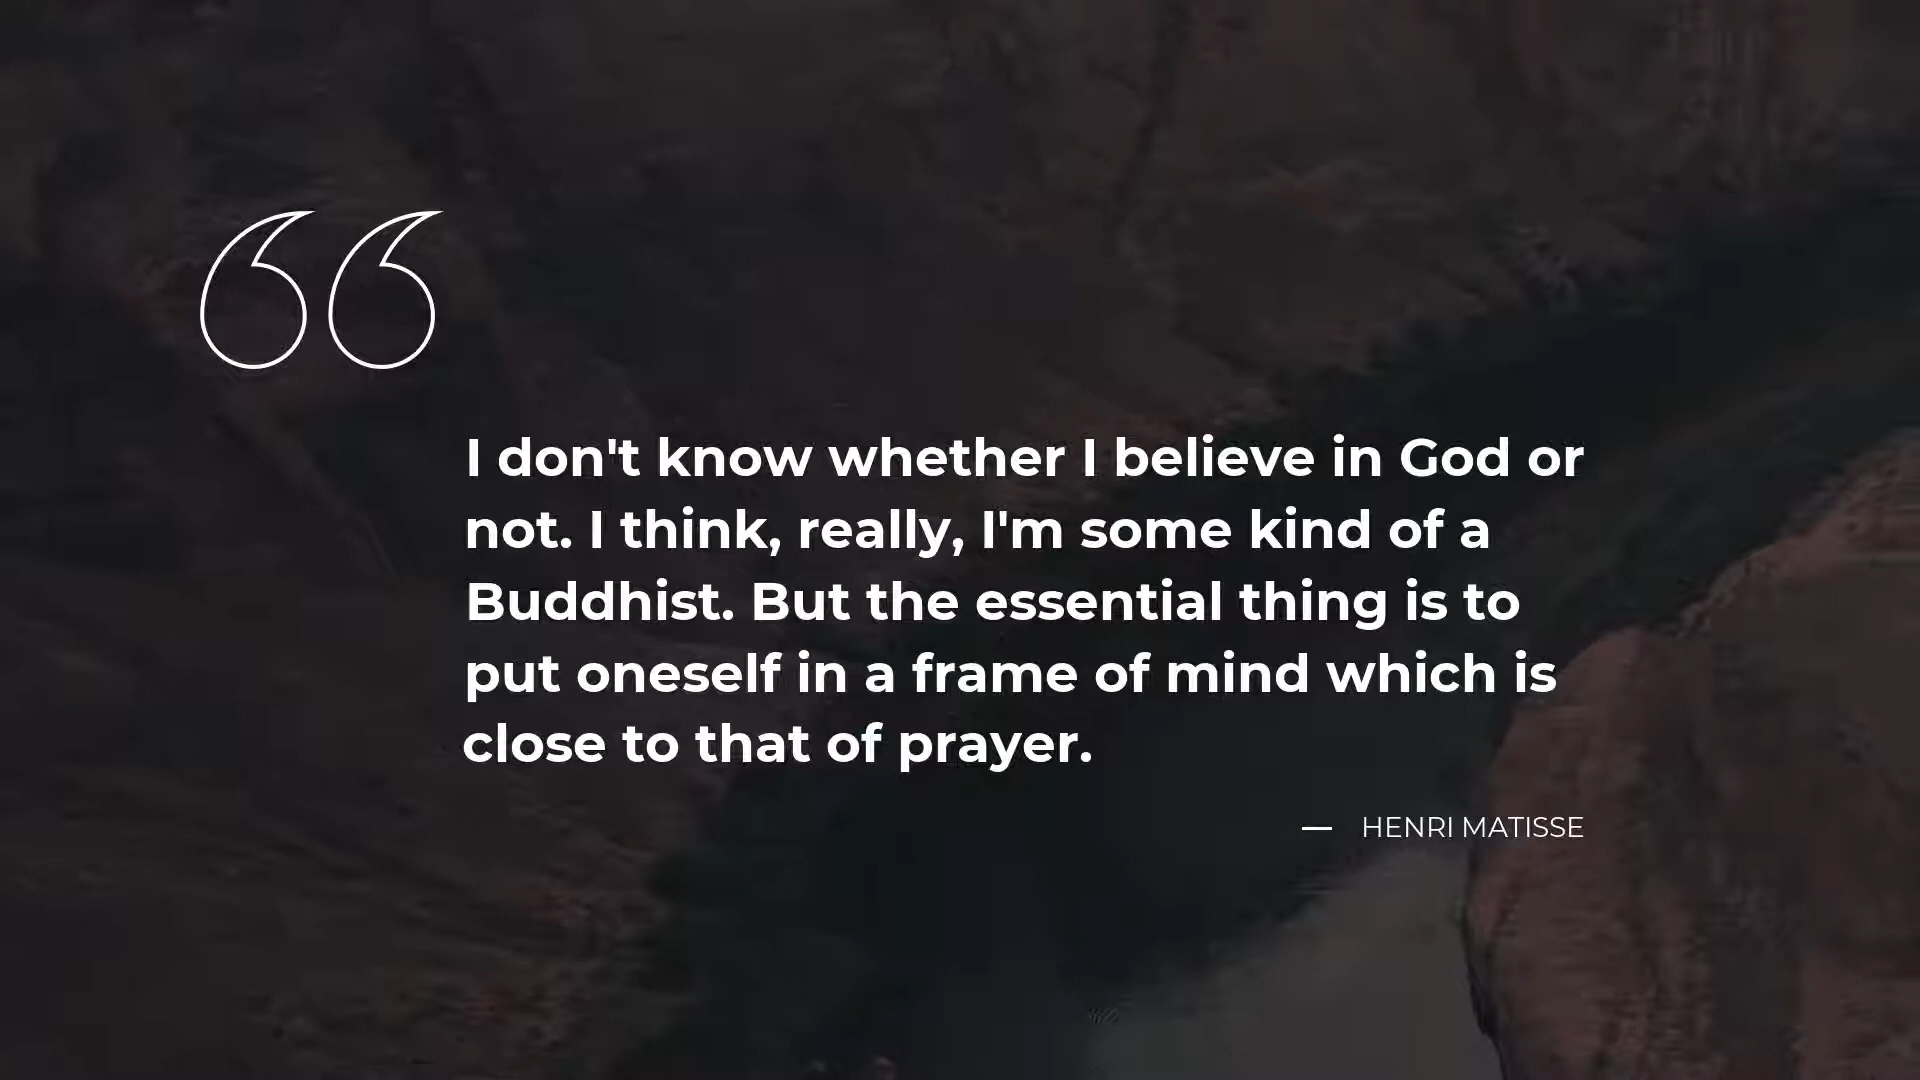 I don't know whether I believe in God or
not. I think, really, I'm some kind of a
Buddhist. But the essential thing is to
put oneself in a frame of mind which is
close to that of prayer.
— HENRI MATISSE